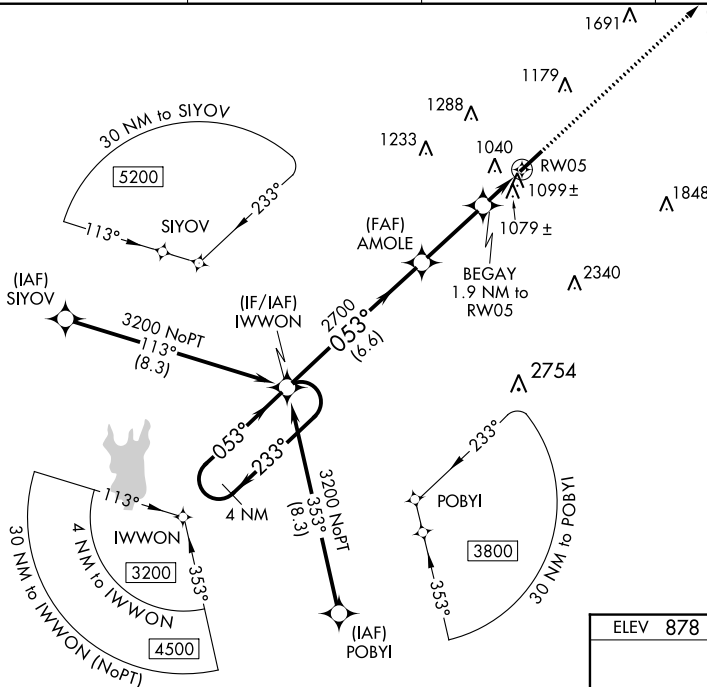 1691
1179
1288
1233
1040
RW05
1099 ±
1079 ±
1848
30 NM to SIYOV
5200
SIYOV
113°
233°
(FAF)
AMOLE
BEGAY
1.9 NM to
RW05
2340
(IAF)
SIYOV
3200 NoPT
113°
(8.3)
(IF/IAF)
IWWON
2700
053°
(6.6)
2754
053°
233°
4 NM
3200 NoPT
353°
(8.3)
233°
POBYI
3800
353°
30 NM to POBYI
113°
IWWON
3200
353°
4 NM to IWWON
4500
30 NM to IWWON (NoPT)
(IAF)
POBYI
ELEV 878